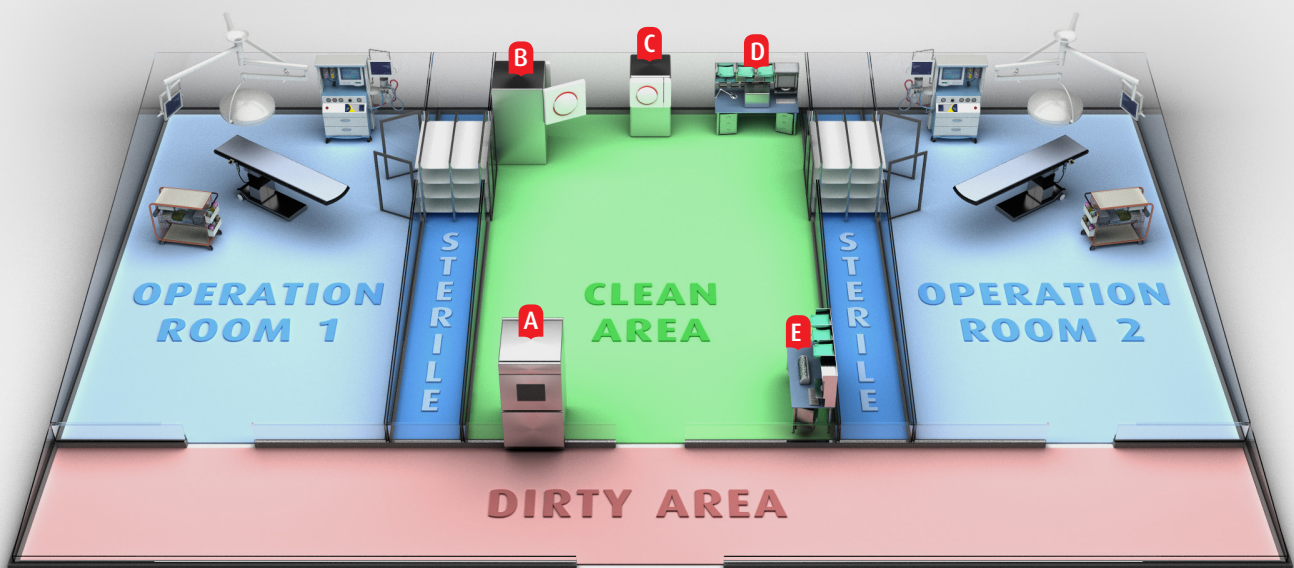 B
C
D
OPERATION
ROOM 1
STERILE
CLEAN
AREA
STERILE
OPERATION
ROOM 2
A
E
DIRTY AREA